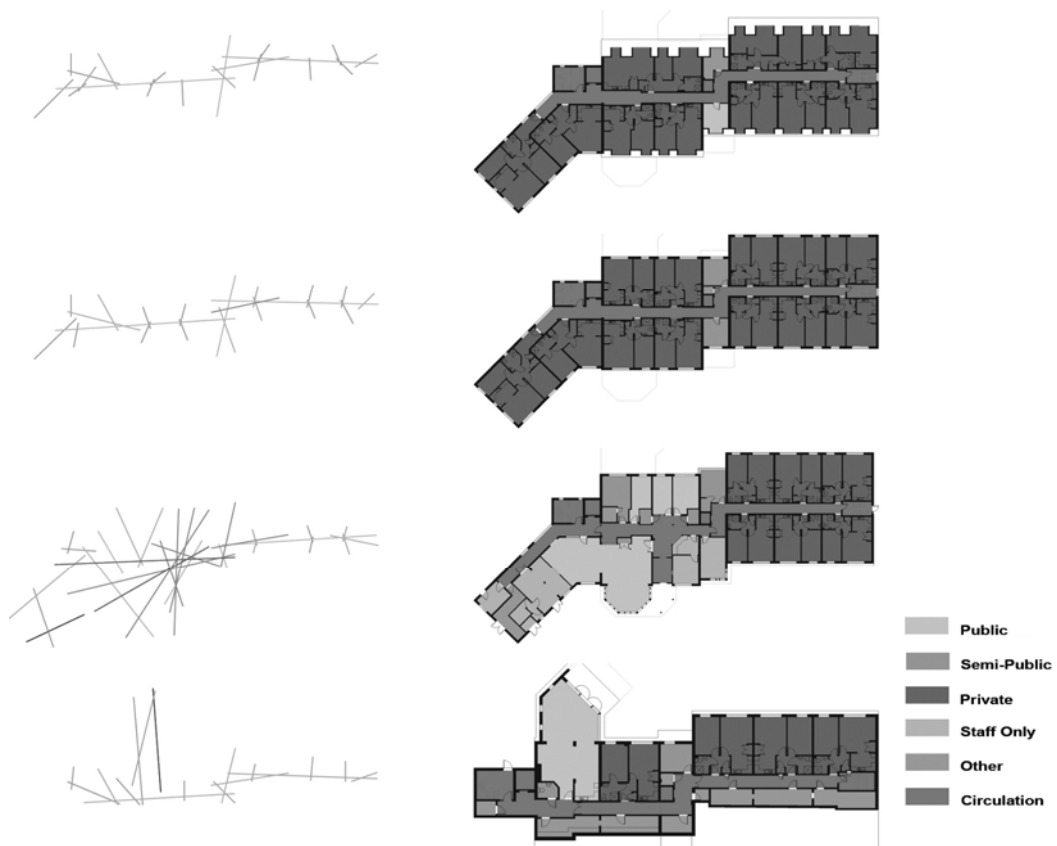 Public
Semi-Public
Private
Staff Only
Other
Circulation